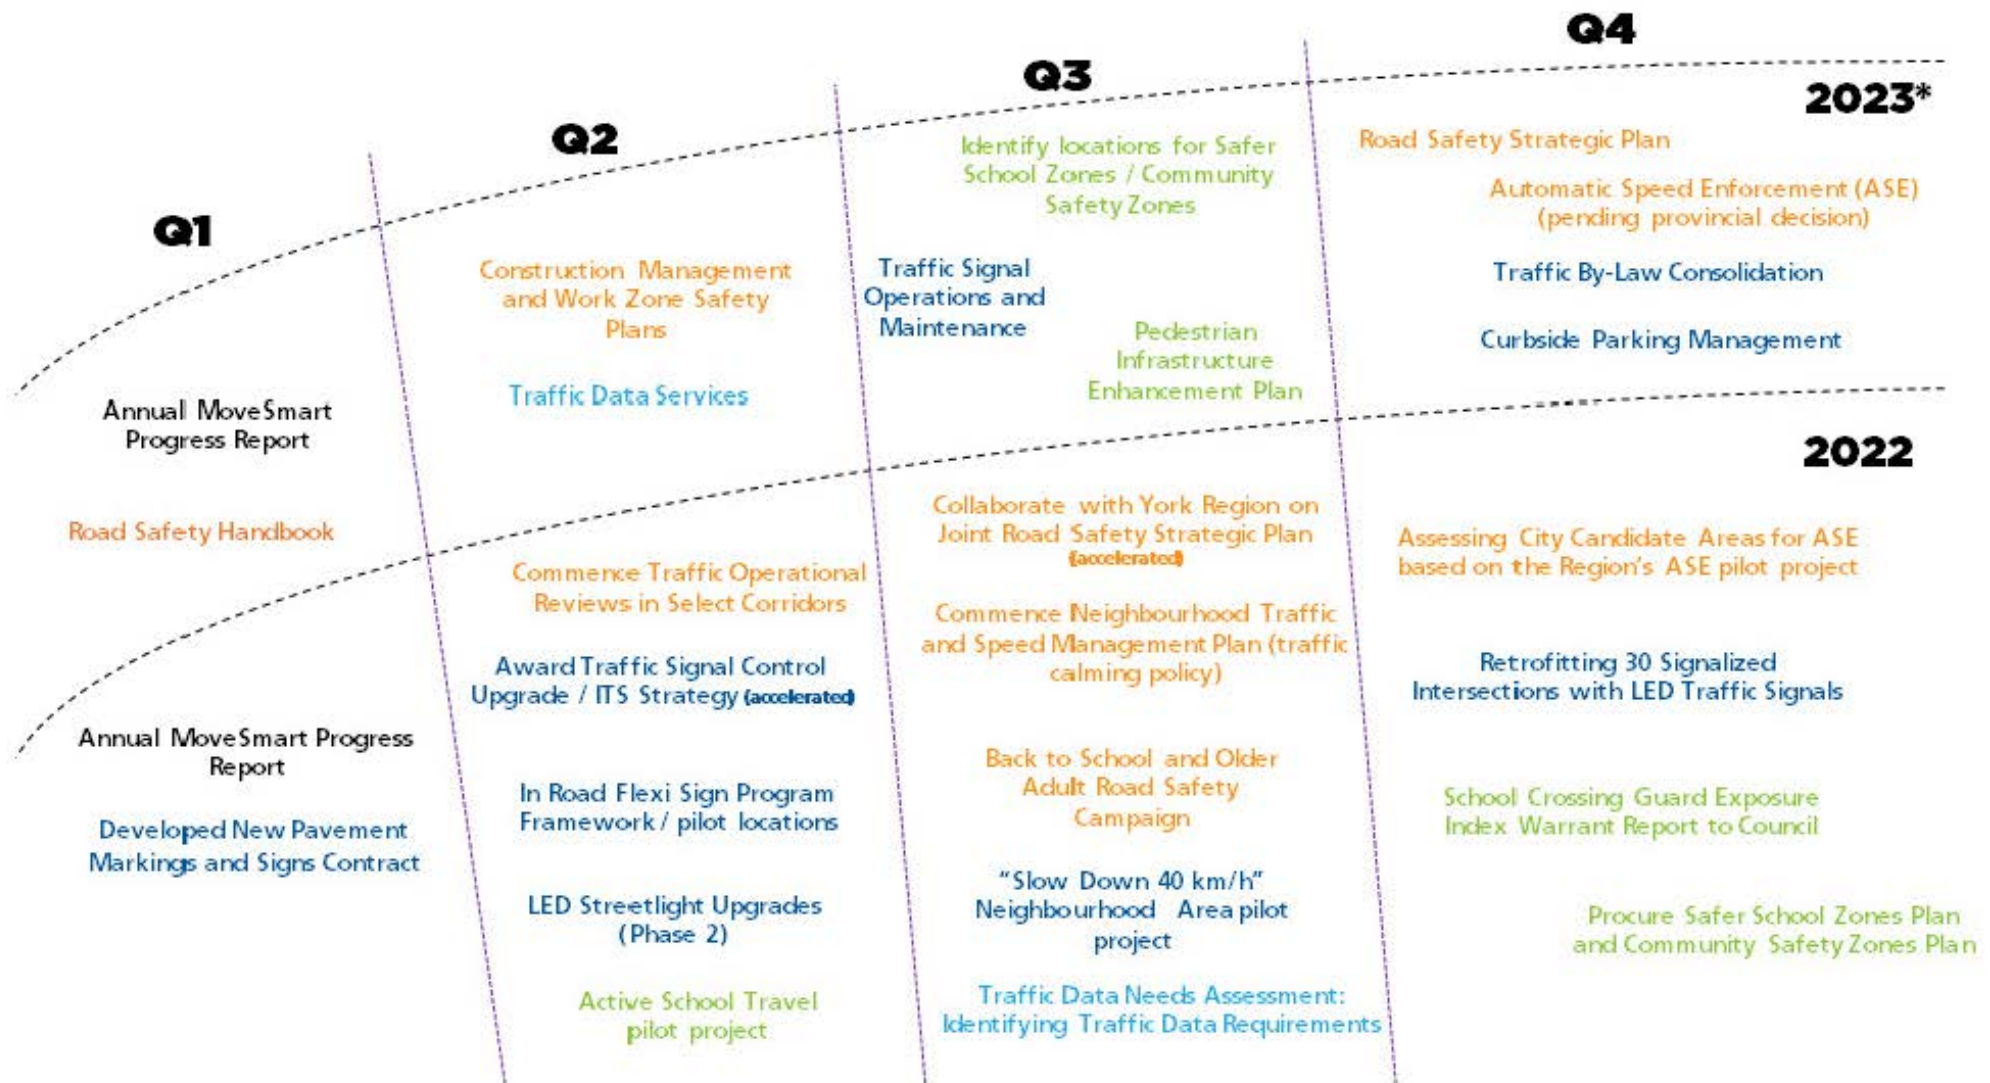 Q1
Q2
Q3
Q4
2023*
Annual MoveSmart
Progress Report
Road Safety Handbook
Construction Management
and Work Zone Safety
Plans
Traffic Data Services
Identify locations for Safer
School Zones / Community
Safety Zones
Traffic Signal
Operations and
Maintenance
Pedestrian
Infrastructure
Enhancement Plan
Road Safety Strategic Plan
Automatic Speed Enforcement (ASE)
(pending provincial decision)
Traffic By-Law Consolidation
Curbside Parking Management
2022
Annual MoveSmart Progress
Report
Developed New Pavement
Markings and Signs Contract
Commence Traffic Operational
Reviews in Select Corridors
Award Traffic Signal Control
Upgrade / ITS Strategy (accelerated)
In Road Flexi Sign Program
Framework / pilot locations
LED Streetlight Upgrades
(Phase 2)
Active School Travel
pilot project
Collaborate with York Region on
Joint Road Safety Strategic Plan
(accelerated)
Commence Neighbourhood Traffic
and Speed Management Plan (traffic
calming policy)
Back to School and Older
Adult Road Safety
Campaign
"Slow Down 40 km/h"
Neighbourhood Area pilot
project
Traffic Data Needs Assessment:
Identifying Traffic Data Requirements
Assessing City Candidate Areas for ASE
based on the Region's ASE pilot project
Retrofitting 30 Signalized
Intersections with LED Traffic Signals
School Crossing Guard Exposure
Index Warrant Report to Council
Procure Safer School Zones Plan
and Community Safety Zones Plan